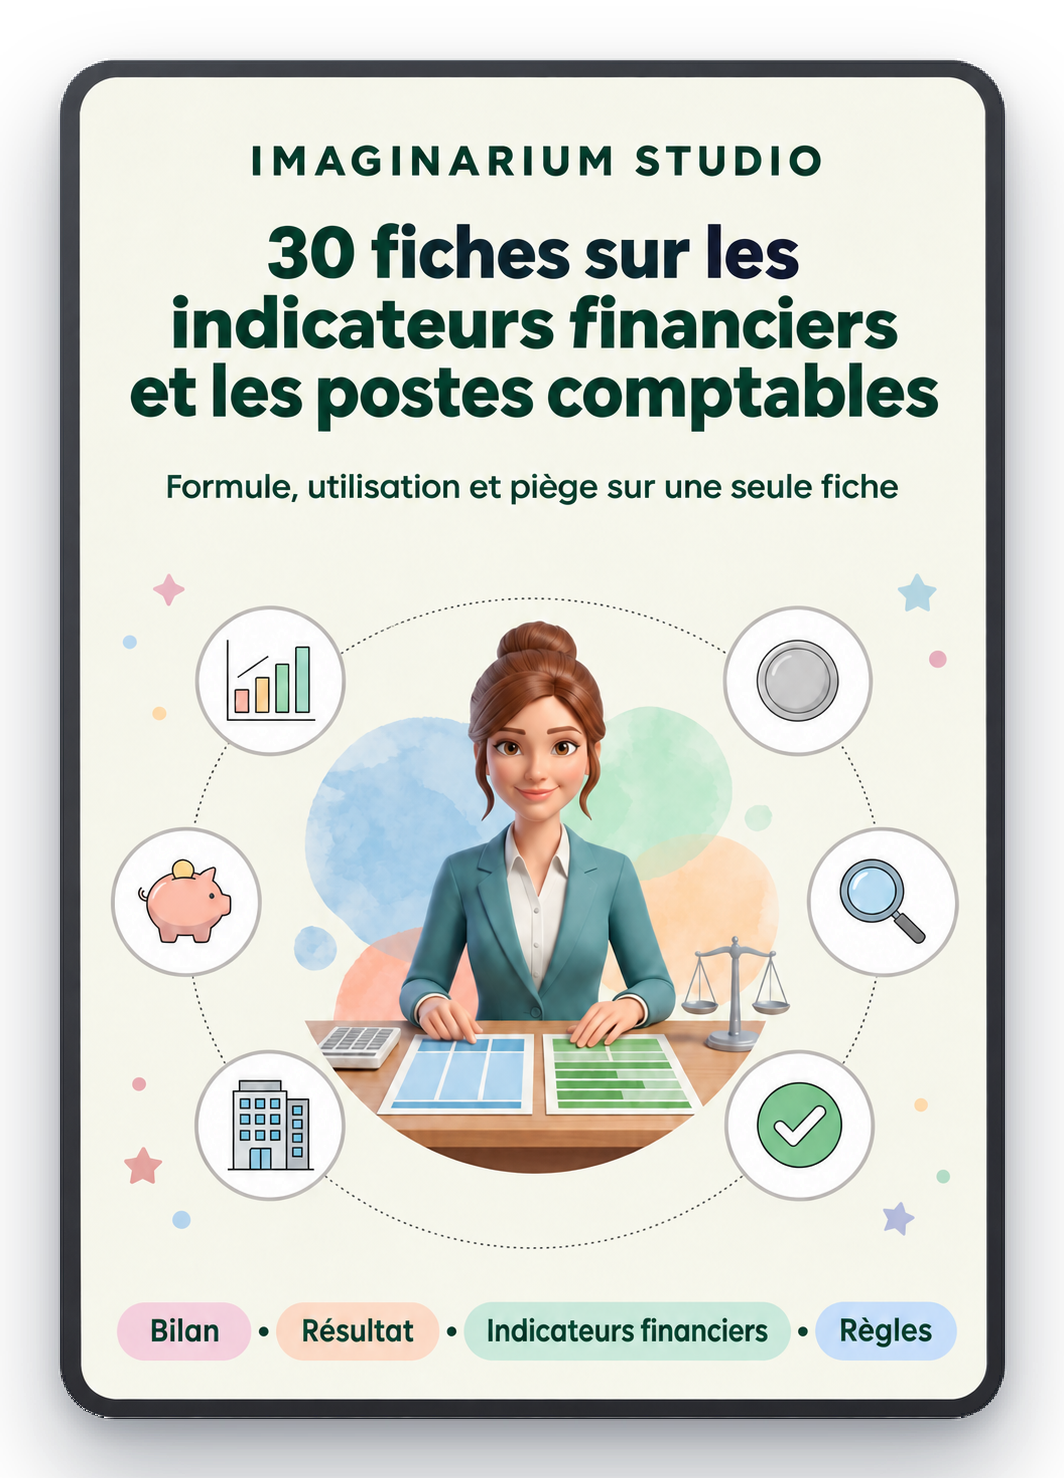 IMAGINARIUM STUDIO
30 fiches sur les
indicateurs financiers
et les postes comptables
Formule, utilisation et piège sur une seule fiche
Bilan • Résultat • Indicateurs financiers • Règles